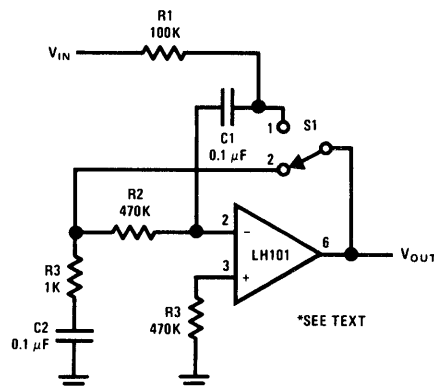 R1
100K
VIN
S1
1
C1
0.1 μF
2
R2
470K
2
6
LH101
VOUT
R3
1K
3
R3
470K
*SEE TEXT
C2
0.1 μF